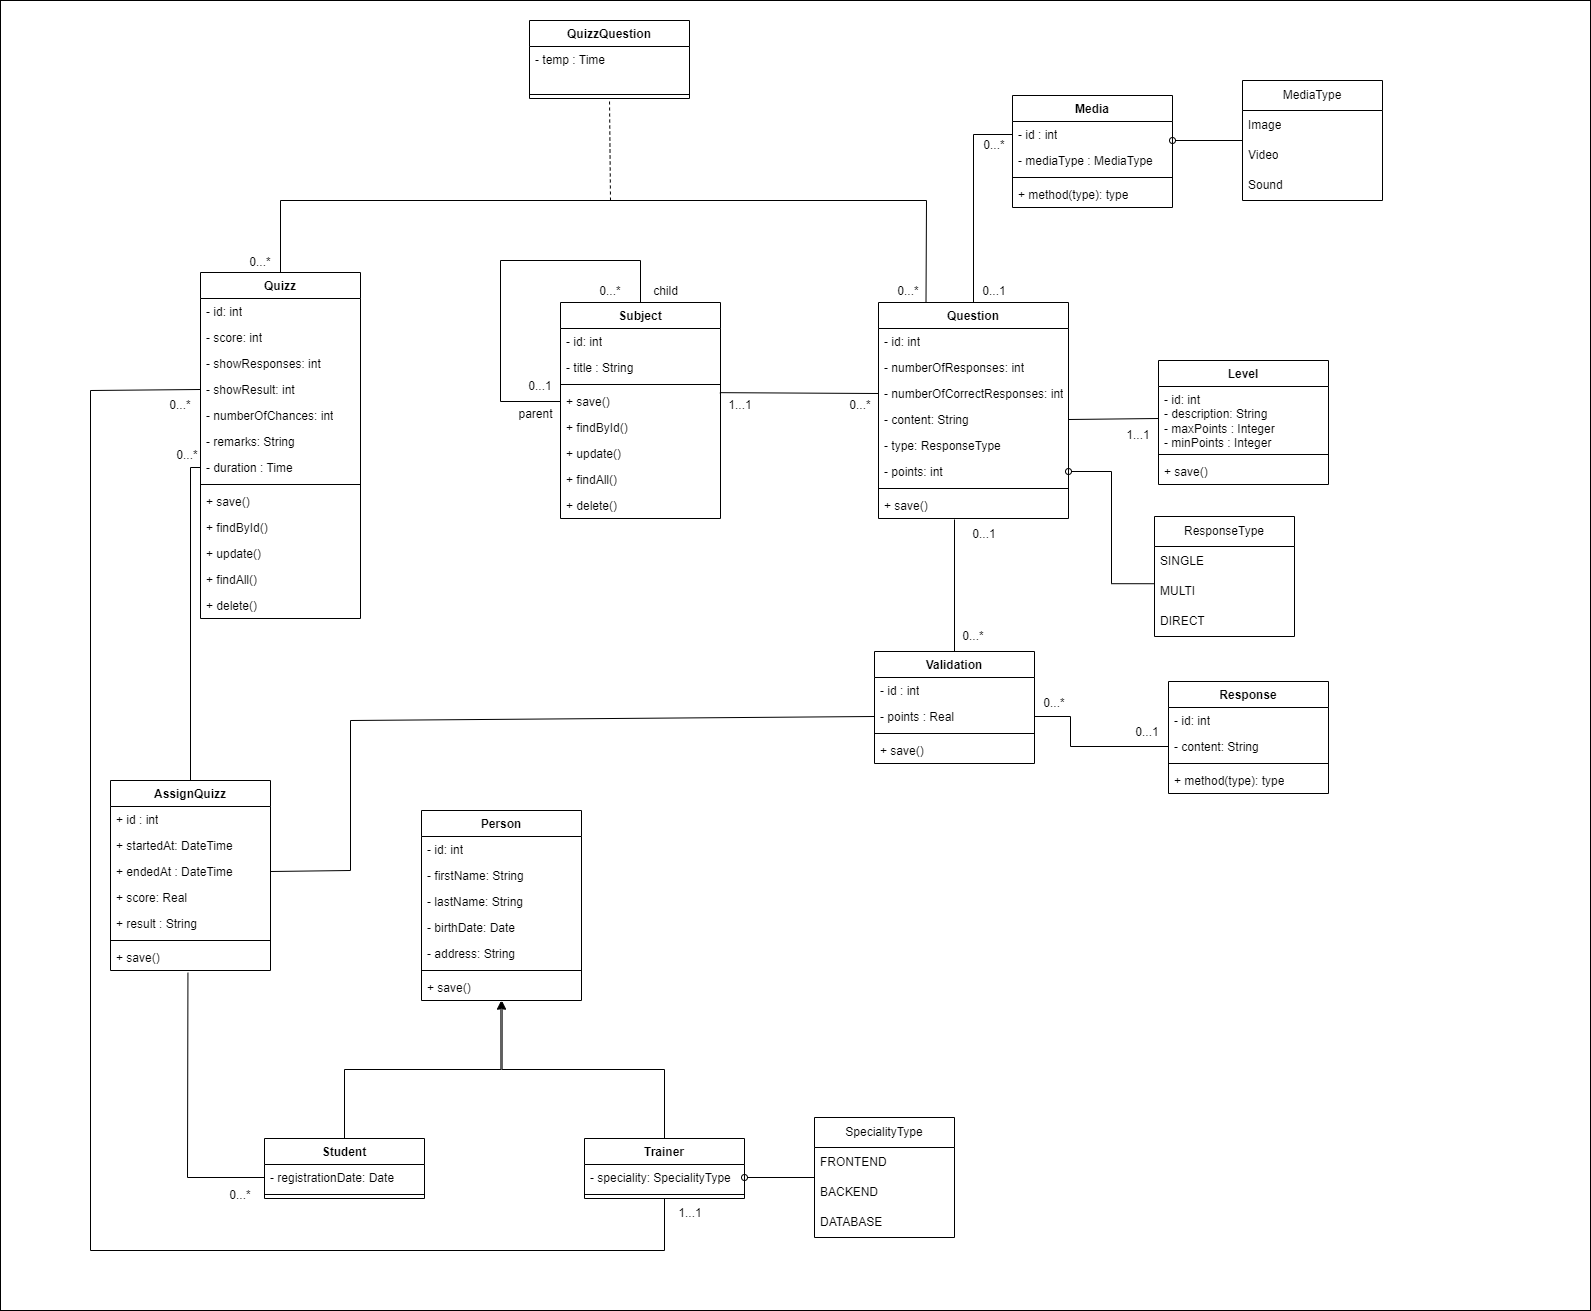 QuizzQuestion
- temp : Time
Media
- id : int
- mediaType : MediaType
+ method(type): type
MediaType
Image
Video
Sound
0...*
0...*
Quizz
- id: int
- score: int
- showResponses: int
- showResult: int
- numberOfChances: int
- remarks: String
- duration : Time
+ save()
+ findById()
+ update()
+ findAll()
+ delete()
0...*
0...*
0...*
child
Subject
- id: int
- title : String
+ save()
+ findById()
+ update()
+ findAll()
+ delete()
0...1
parent
1...1
0...*
0...*
0...1
Question
- id: int
- numberOfResponses: int
- numberOfCorrectResponses: int
- content: String
- type: ResponseType
- points: int
+ save()
Level
- id: int
- description: String
- maxPoints : Integer
- minPoints : Integer
+ save()
1...1
ResponseType
SINGLE
MULTI
DIRECT
0...1
0...*
Validation
- id : int
- points : Real
+ save()
0...*
0...1
Response
- id: int
- content: String
+ method(type): type
AssignQuizz
+ id : int
+ startedAt: DateTime
+ endedAt : DateTime
+ score: Real
+ result : String
+ save()
Person
- id: int
- firstName: String
- lastName: String
- birthDate: Date
- address: String
+ save()
Student
- registrationDate: Date
0...*
Trainer
- speciality: SpecialityType
1...1
SpecialityType
FRONTEND
BACKEND
DATABASE